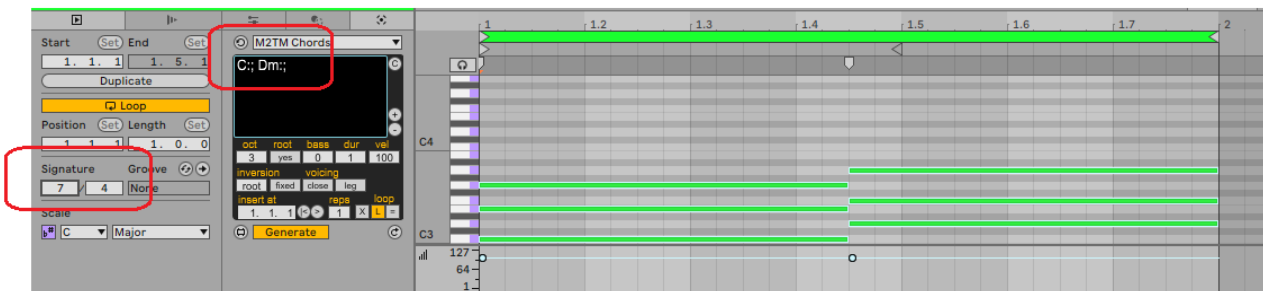 Start Set End Set
1. 1. 1 1. 5. 1
Duplicate
Loop
Position Set Length Set
1. 1. 1 1. 0. 0
Signature Groove
7 / 4 None
Scale
C Major
M2TM Chords
C:; Dm:;
C
+
-
oct root bass dur vel
3 yes 0 1 100
inversion voicing
root fixed close leg
insert at reps loop
1. 1. 1 |< > 1 X L =
Generate
1 1.2 1.3 1.4 1.5 1.6 1.7 2
C4
C3
127
64
1